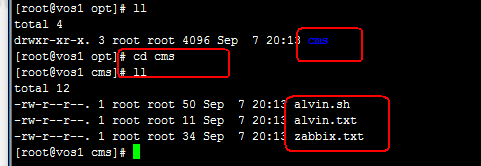 [root@vos1 opt]# ll
total 4
drwxr-xr-x. 3 root root 4096 Sep  7 20:13 cms
[root@vos1 opt]# cd cms
[root@vos1 cms]# ll
total 12
-rw-r--r--. 1 root root 50 Sep  7 20:13 alvin.sh
-rw-r--r--. 1 root root 11 Sep  7 20:13 alvin.txt
-rw-r--r--. 1 root root 34 Sep  7 20:13 zabbix.txt
[root@vos1 cms]#